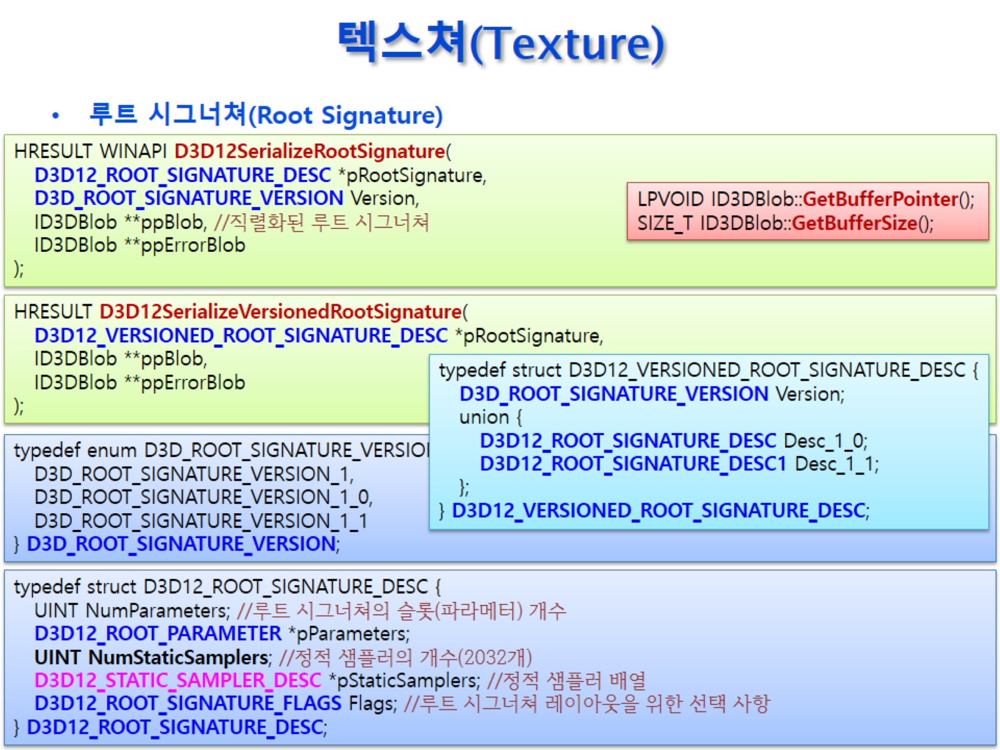 텍스쳐(Texture)
• 루트 시그너쳐(Root Signature)
HRESULT WINAPI D3D12SerializeRootSignature(
D3D12_ROOT_SIGNATURE_DESC *pRootSignature,
D3D_ROOT_SIGNATURE_VERSION Version,
ID3DBlob **ppBlob, //직렬화된 루트 시그너쳐
ID3DBlob **ppErrorBlob
);
LPVOID ID3DBlob::GetBufferPointer();
SIZE_T ID3DBlob::GetBufferSize();
HRESULT D3D12SerializeVersionedRootSignature(
D3D12_VERSIONED_ROOT_SIGNATURE_DESC *pRootSignature,
ID3DBlob **ppBlob,
ID3DBlob **ppErrorBlob
);
typedef struct D3D12_VERSIONED_ROOT_SIGNATURE_DESC {
D3D_ROOT_SIGNATURE_VERSION Version;
union {
D3D12_ROOT_SIGNATURE_DESC Desc_1_0;
D3D12_ROOT_SIGNATURE_DESC1 Desc_1_1;
};
} D3D12_VERSIONED_ROOT_SIGNATURE_DESC;
typedef enum D3D_ROOT_SIGNATURE_VERSION
D3D_ROOT_SIGNATURE_VERSION_1,
D3D_ROOT_SIGNATURE_VERSION_1_0,
D3D_ROOT_SIGNATURE_VERSION_1_1
} D3D_ROOT_SIGNATURE_VERSION;
typedef struct D3D12_ROOT_SIGNATURE_DESC {
UINT NumParameters; //루트 시그너쳐의 슬롯(파라메터) 개수
D3D12_ROOT_PARAMETER *pParameters;
UINT NumStaticSamplers; //정적 샘플러의 개수(2032개)
D3D12_STATIC_SAMPLER_DESC *pStaticSamplers; //정적 샘플러 배열
D3D12_ROOT_SIGNATURE_FLAGS Flags; //루트 시그너쳐 레이아웃을 위한 선택 사항
} D3D12_ROOT_SIGNATURE_DESC;